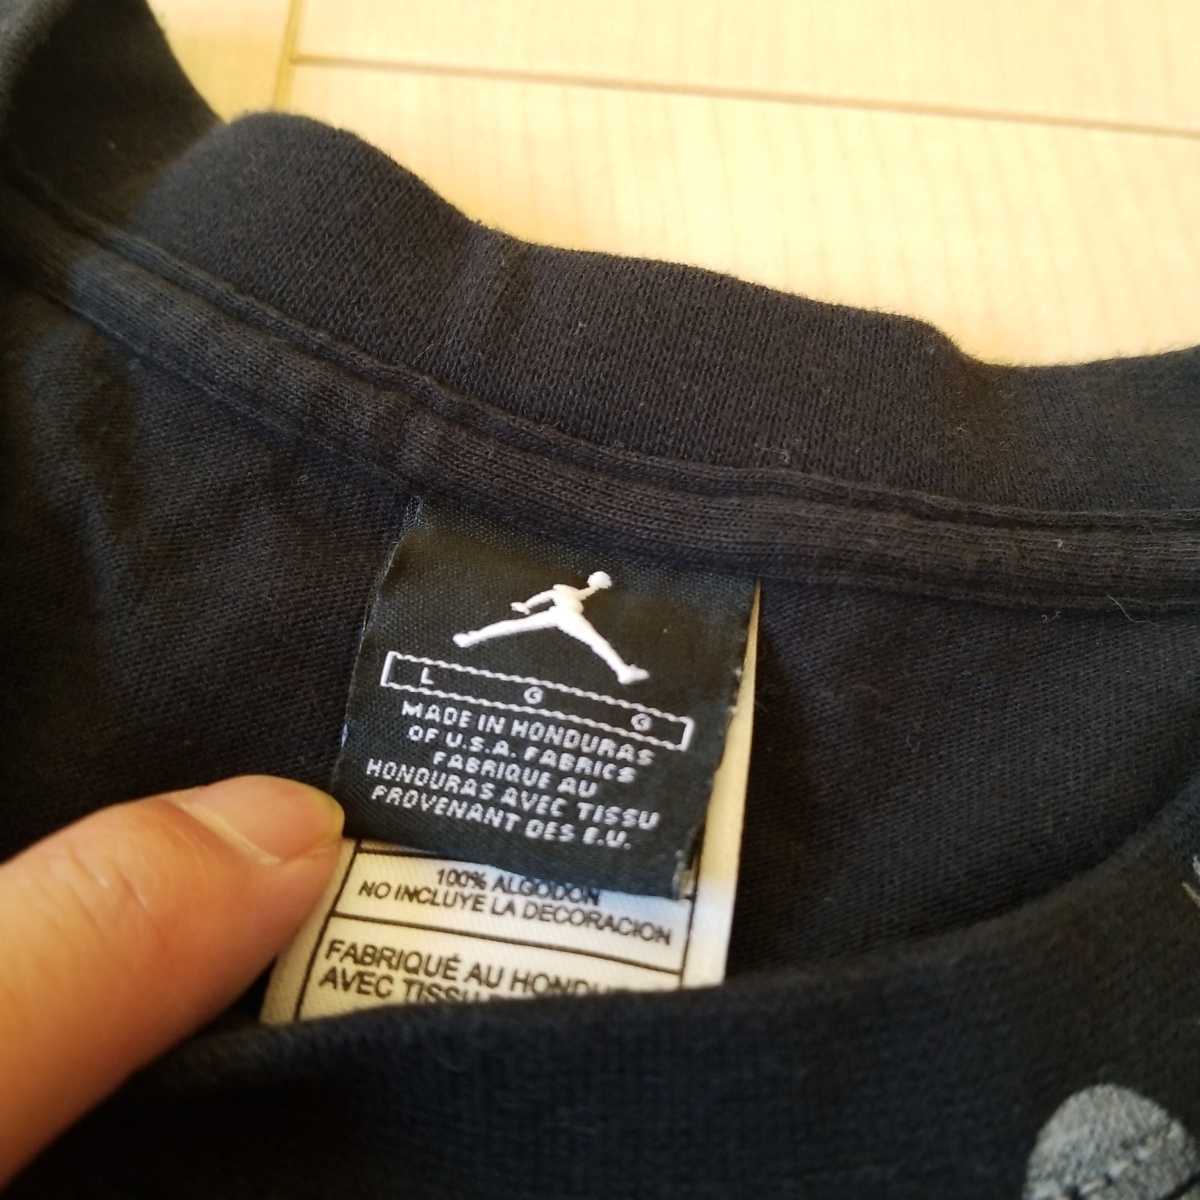 L G G
MADE IN HONDURAS
OF U.S.A. FABRICS
FABRIQUE AU
HONDURAS AVEC TISSU
PROVENANT DES E.U.
100% ALGODON
NO INCLUYE LA DECORACION
FABRIQUÉ AU
AVEC TISSU